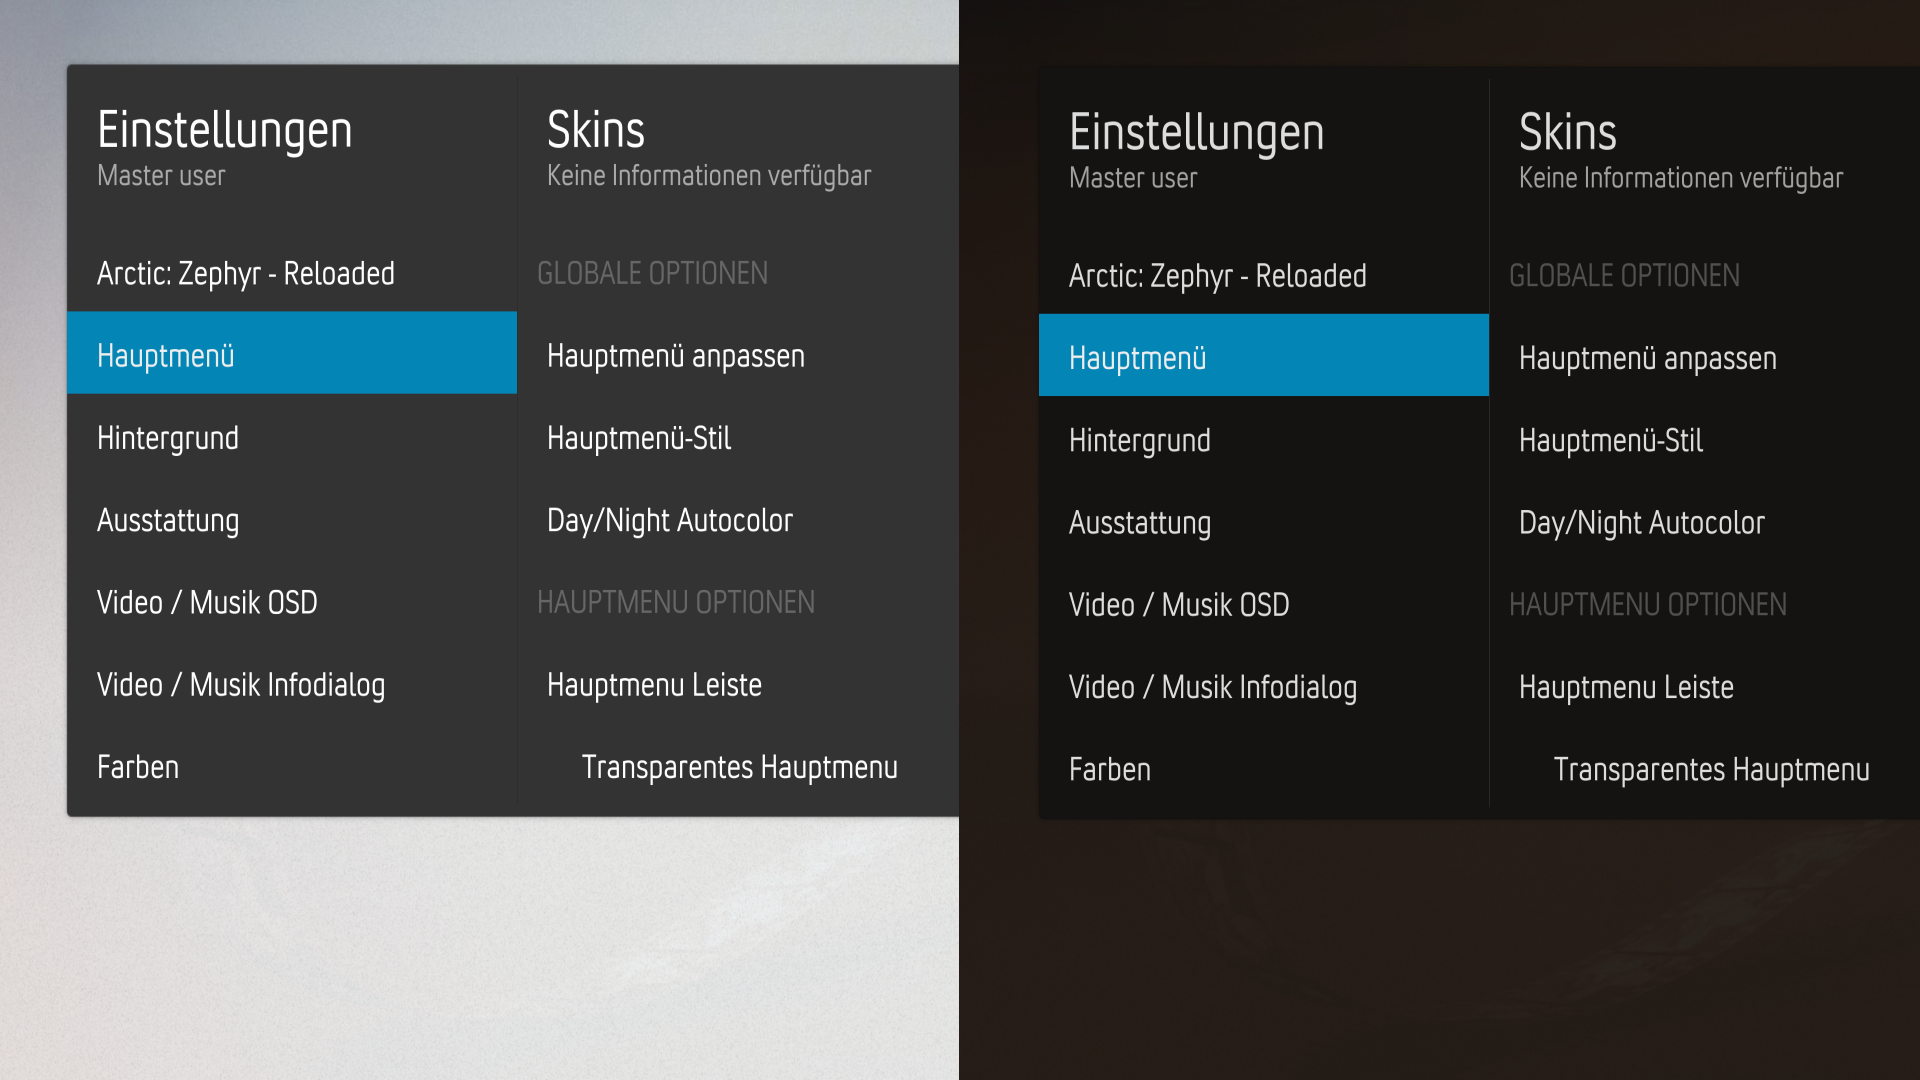 Einstellungen
Master user
Arctic: Zephyr - Reloaded
Hauptmenü
Hintergrund
Ausstattung
Video / Musik OSD
Video / Musik Infodialog
Farben
Skins
Keine Informationen verfügbar
GLOBALE OPTIONEN
Hauptmenü anpassen
Hauptmenü-Stil
Day/Night Autocolor
HAUPTMENU OPTIONEN
Hauptmenu Leiste
Transparentes Hauptmenu
Einstellungen
Master user
Arctic: Zephyr - Reloaded
Hauptmenü
Hintergrund
Ausstattung
Video / Musik OSD
Video / Musik Infodialog
Farben
Skins
Keine Informationen verfügbar
GLOBALE OPTIONEN
Hauptmenü anpassen
Hauptmenü-Stil
Day/Night Autocolor
HAUPTMENU OPTIONEN
Hauptmenu Leiste
Transparentes Hauptmenu